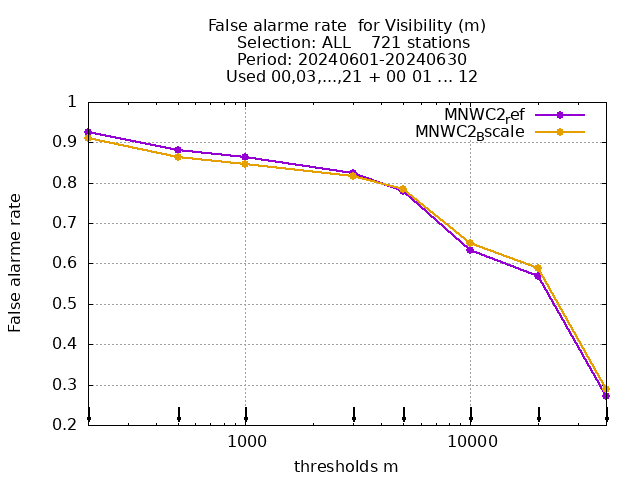 False alarme rate  for Visibility (m)
Selection: ALL    721 stations
Period: 20240601-20240630
Used 00,03,...,21 + 00 01 ... 12
MNWC2ref
MNWC2Bscale
False alarme rate
1
0.9
0.8
0.7
0.6
0.5
0.4
0.3
0.2
1000 10000
thresholds m